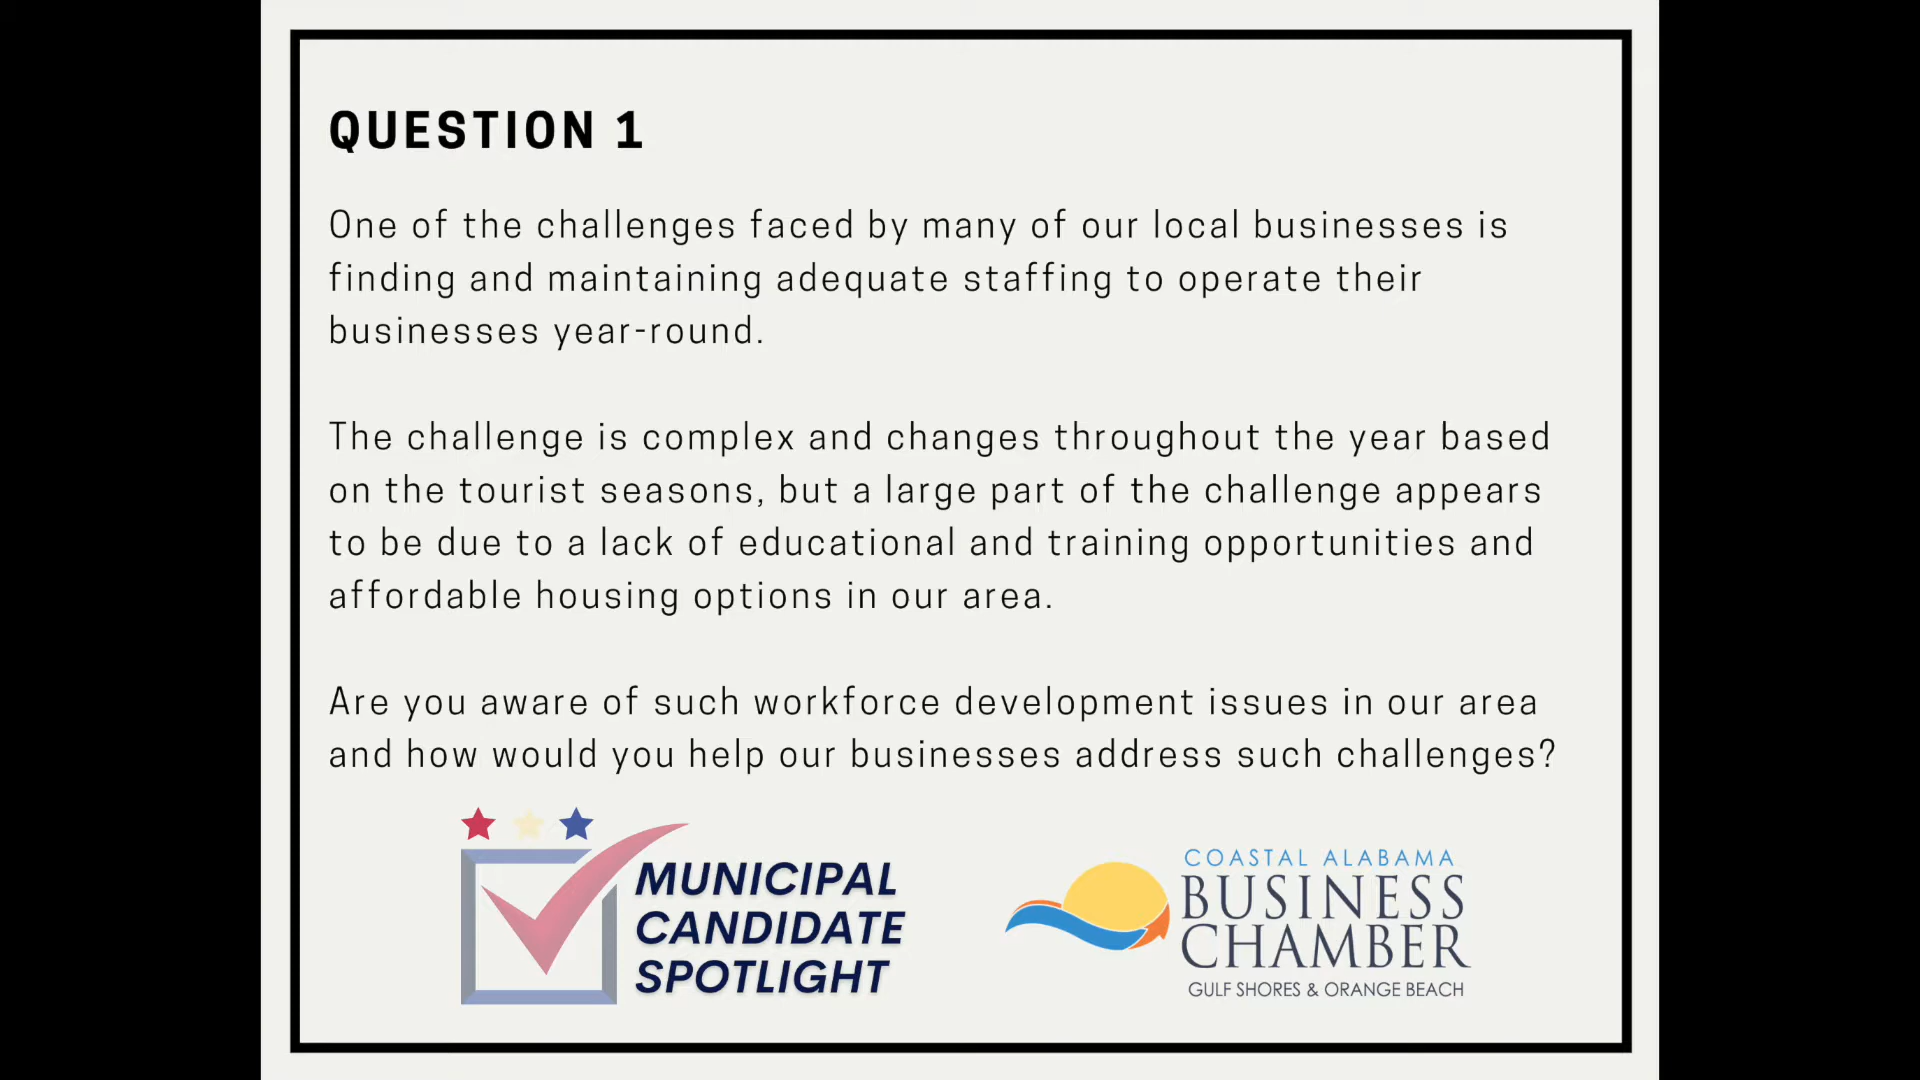 QUESTION 1
One of the challenges faced by many of our local businesses is
finding and maintaining adequate staffing to operate their
businesses year-round.
The challenge is complex and changes throughout the year based
on the tourist seasons, but a large part of the challenge appears
to be due to a lack of educational and training opportunities and
affordable housing options in our area.
Are you aware of such workforce development issues in our area
and how would you help our businesses address such challenges?
MUNICIPAL
CANDIDATE
SPOTLIGHT
COASTAL ALABAMA
BUSINESS
CHAMBER
GULF SHORES & ORANGE BEACH